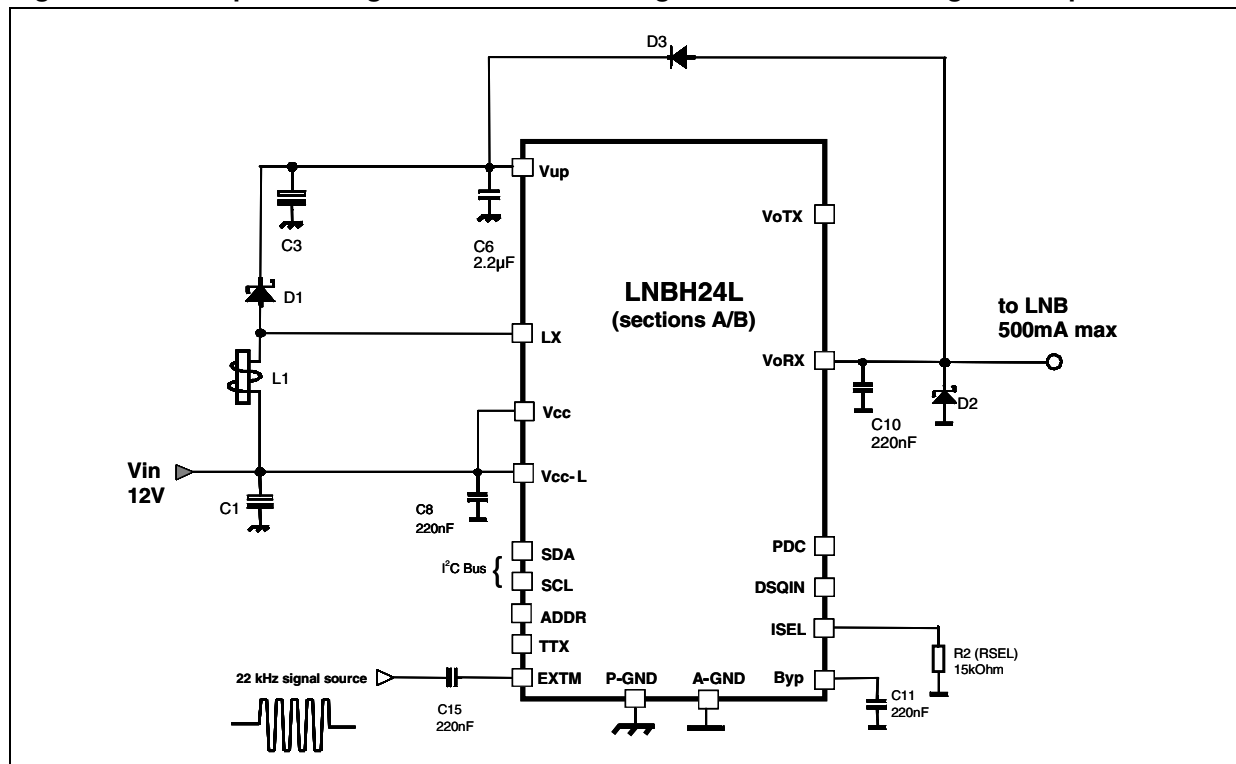 D3
Vup
VoTX
C3
C6
2.2µF
D1
LNBH24L
(sections A/B)
to LNB
500mA max
LX
VoRX
L1
D2
C10
220nF
Vcc
Vin
12V
Vcc-L
C1
C8
220nF
SDA
PDC
I²C Bus {
SCL
DSQIN
ADDR
ISEL
TTX
R2 (RSEL)
15kOhm
22 kHz signal source
EXTM
P-GND
A-GND
Byp
C11
220nF
C15
220nF